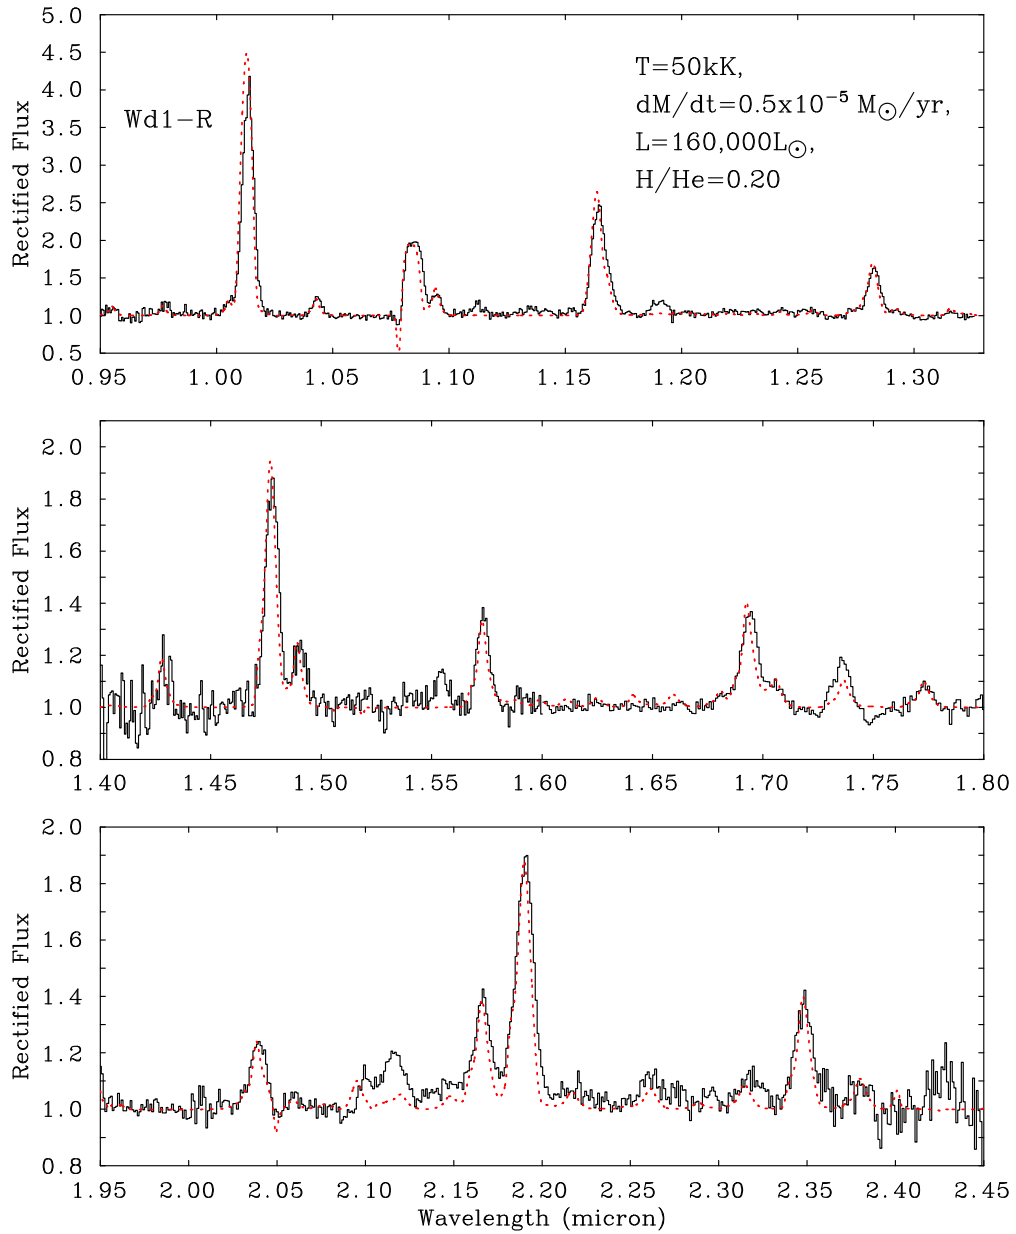 5.0
4.5
4.0
3.5
3.0
2.5
2.0
1.5
1.0
0.5
Rectified Flux
Wd1−R
T=50kK,
dM/dt=0.5x10⁻⁵ M⊙/yr,
L=160,000L⊙,
H/He=0.20
0.95 1.00 1.05 1.10 1.15 1.20 1.25 1.30
2.0
1.8
1.6
1.4
1.2
1.0
0.8
Rectified Flux
1.40 1.45 1.50 1.55 1.60 1.65 1.70 1.75 1.80
2.0
1.8
1.6
1.4
1.2
1.0
0.8
Rectified Flux
1.95 2.00 2.05 2.10 2.15 2.20 2.25 2.30 2.35 2.40 2.45
Wavelength (micron)